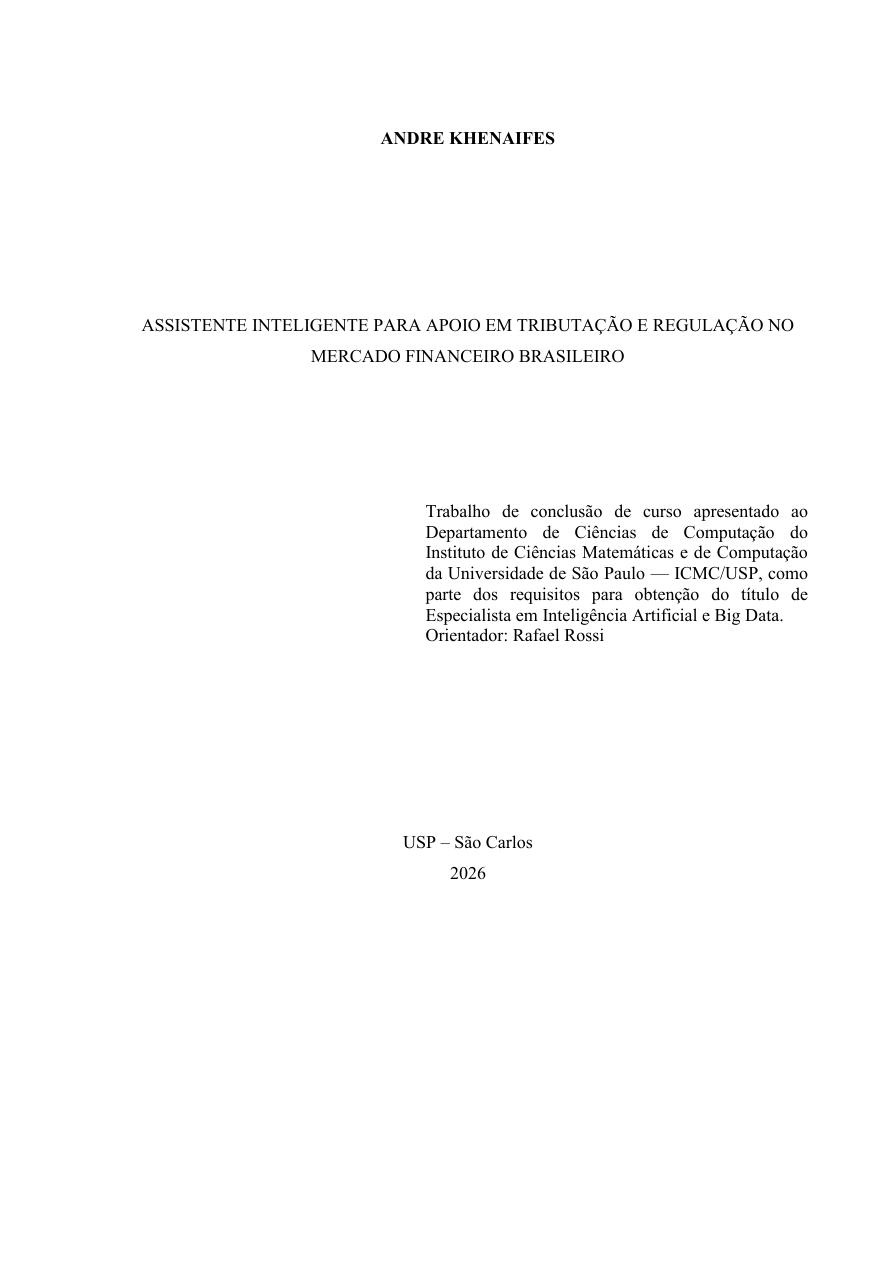 ANDRE KHENAIFES
ASSISTENTE INTELIGENTE PARA APOIO EM TRIBUTAÇÃO E REGULAÇÃO NO
MERCADO FINANCEIRO BRASILEIRO
Trabalho de conclusão de curso apresentado ao
Departamento de Ciências de Computação do
Instituto de Ciências Matemáticas e de Computação
da Universidade de São Paulo — ICMC/USP, como
parte dos requisitos para obtenção do título de
Especialista em Inteligência Artificial e Big Data.
Orientador: Rafael Rossi
USP – São Carlos
2026